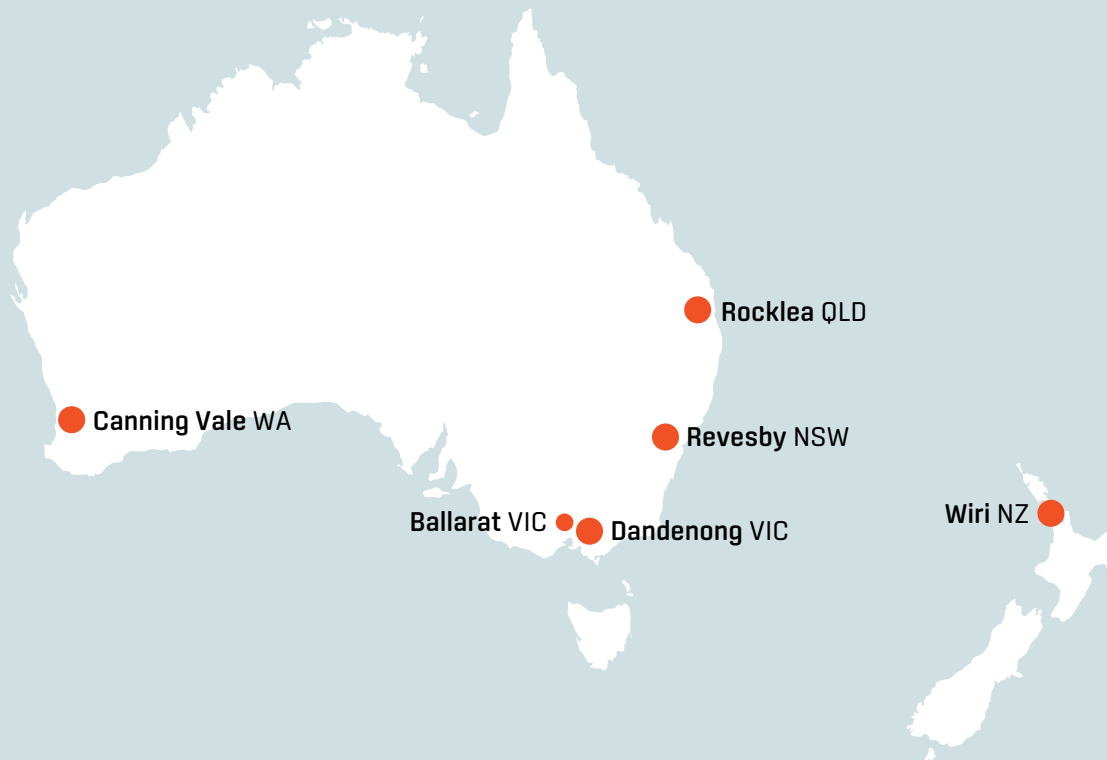 Rocklea QLD
Canning Vale WA
Revesby NSW
Wiri NZ
Ballarat VIC
Dandenong VIC